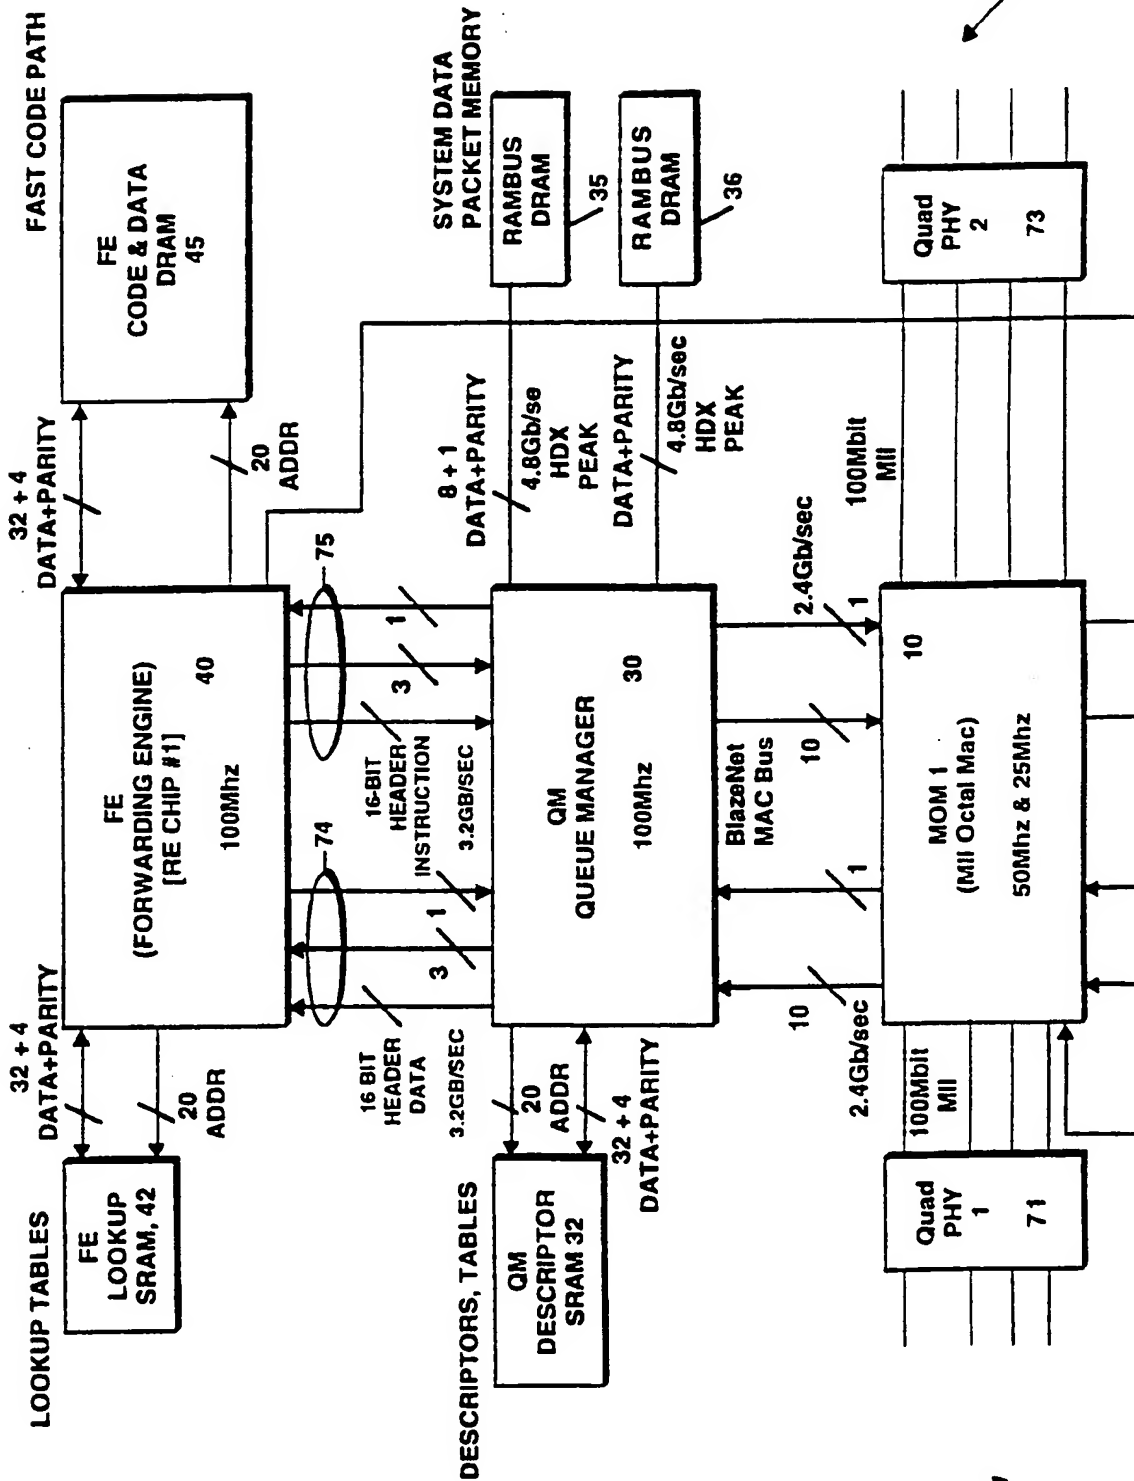 LOOKUP TABLES
FE
LOOKUP
SRAM, 42
32 + 4
DATA+PARITY
20
ADDR
FE
(FORWARDING ENGINE)
[RE CHIP #1]
40
100Mhz
32 + 4
DATA+PARITY
20
ADDR
FAST CODE PATH
FE
CODE & DATA
DRAM
45
74
16 BIT
HEADER
DATA
3.2GB/SEC
3
1
16-BIT
HEADER
INSTRUCTION
3.2GB/SEC
3
1
75
DESCRIPTORS, TABLES
QM
DESCRIPTOR
SRAM 32
20
ADDR
32 + 4
DATA+PARITY
QM
QUEUE MANAGER
30
100Mhz
8 + 1
DATA+PARITY
4.8Gb/se
HDX
PEAK
DATA+PARITY
4.8Gb/sec
HDX
PEAK
SYSTEM DATA
PACKET MEMORY
RAMBUS
DRAM
35
RAMBUS
DRAM
36
10
2.4Gb/sec
1
BlazeNet
MAC Bus
10
2.4Gb/sec
1
Quad
PHY
1
71
100Mbit
MII
MOM 1
(MII Octal Mac)
10
50Mhz & 25Mhz
100Mbit
MII
Quad
PHY
2
73